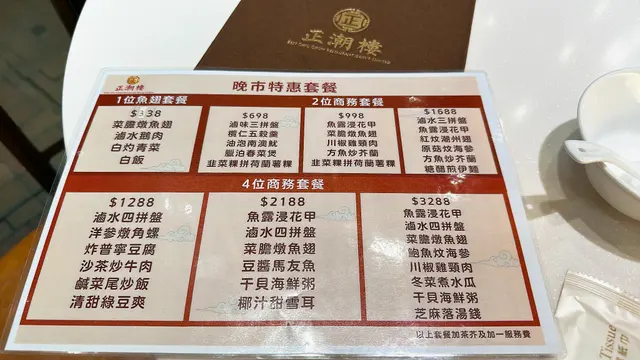 正潮樓
正潮樓
晚市特惠套餐
1位魚翅套餐
$338
菜膽燉魚翅
滷水鵝肉
白灼青菜
白飯
2位商務套餐
$698
滷味三拼盤
欖仁五穀羹
油泡南澳魷
臘泊春菜煲
韭菜粿拼荷蘭薯粿
$998
魚露浸花甲
菜膽燉魚翅
川椒雞頸肉
方魚炒芥蘭
韭菜粿拼荷蘭薯粿
$1688
滷水三拼盤
魚露浸花甲
紅炆潮州翅
原菇炆海參
方魚炒芥蘭
糖醋煎伊麵
4位商務套餐
$1288
滷水四拼盤
洋參燉角螺
炸普寧豆腐
沙茶炒牛肉
鹹菜尾炒飯
清甜綠豆爽
$2188
魚露浸花甲
滷水四拼盤
菜膽燉魚翅
豆醬馬友魚
干貝海鮮粥
椰汁甜雪耳
$3288
魚露浸花甲
滷水四拼盤
菜膽燉魚翅
鮑魚炆海參
川椒雞頸肉
冬菜煮水瓜
干貝海鮮粥
芝麻落湯錢
以上套餐加茶芥及加一服務費
Tissue
紙巾